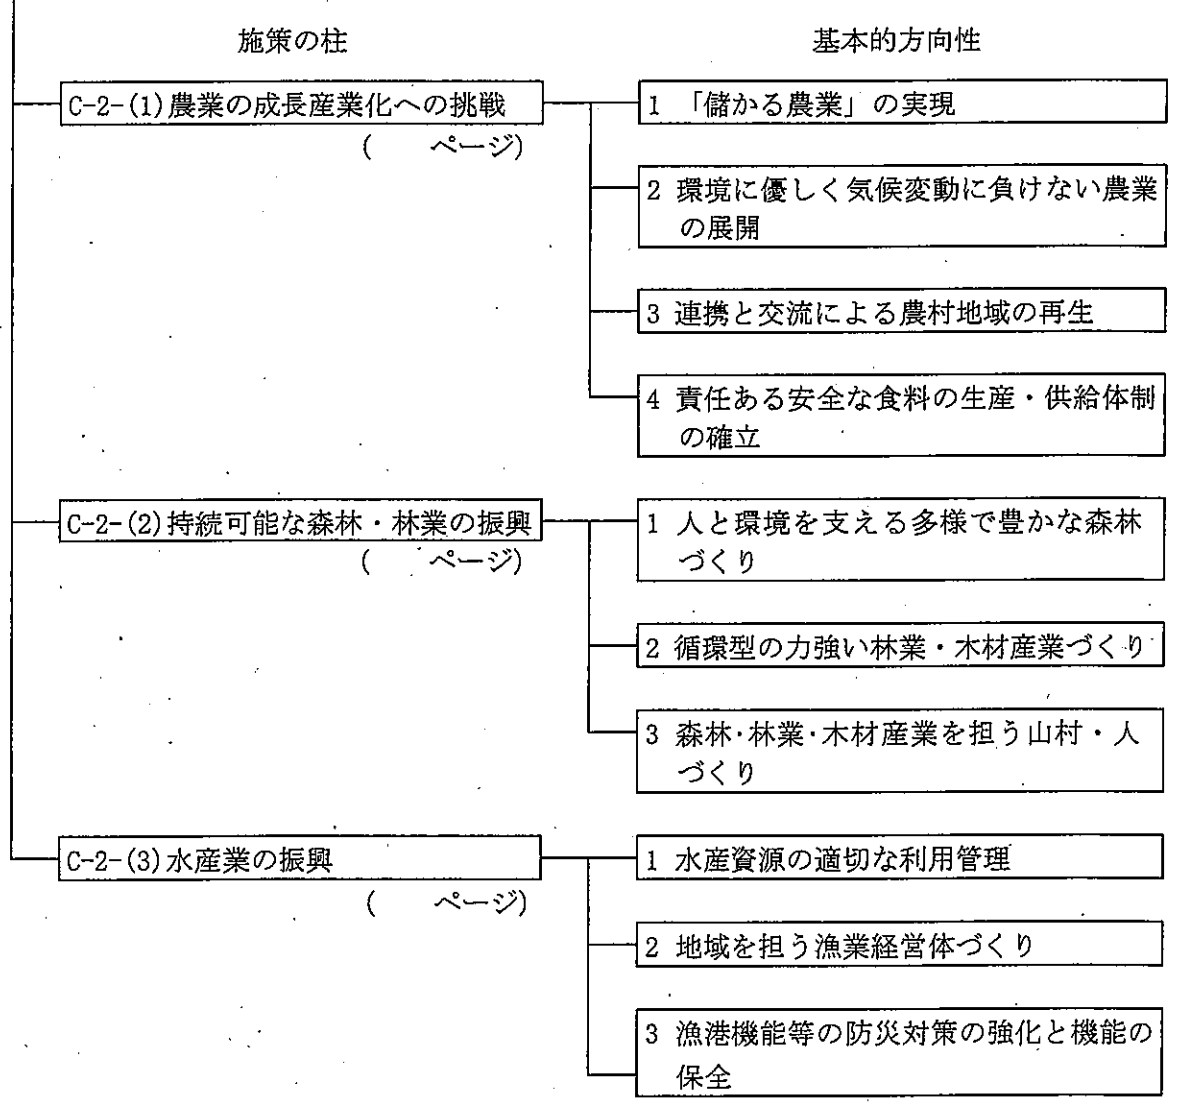 施策の柱
基本的方向性
C-2-(1)農業の成長産業化への挑戦
(　　ページ)
1 「儲かる農業」の実現
2 環境に優しく気候変動に負けない農業
の展開
3 連携と交流による農村地域の再生
4 責任ある安全な食料の生産・供給体制
の確立
C-2-(2)持続可能な森林・林業の振興
(　　ページ)
1 人と環境を支える多様で豊かな森林
づくり
2 循環型の力強い林業・木材産業づくり
3 森林・林業・木材産業を担う山村・人
づくり
C-2-(3)水産業の振興
(　　ページ)
1 水産資源の適切な利用管理
2 地域を担う漁業経営体づくり
3 漁港機能等の防災対策の強化と機能の
保全